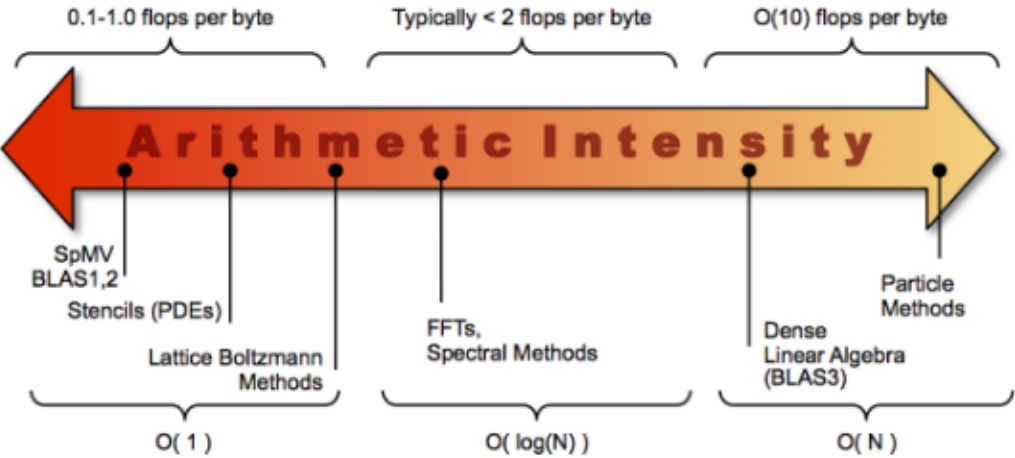 0.1-1.0 flops per byte
Typically < 2 flops per byte
O(10) flops per byte
Arithmetic Intensity
SpMV
BLAS1,2
Stencils (PDEs)
Lattice Boltzmann
Methods
FFTs,
Spectral Methods
Dense
Linear Algebra
(BLAS3)
Particle
Methods
O( 1 )
O( log(N) )
O( N )